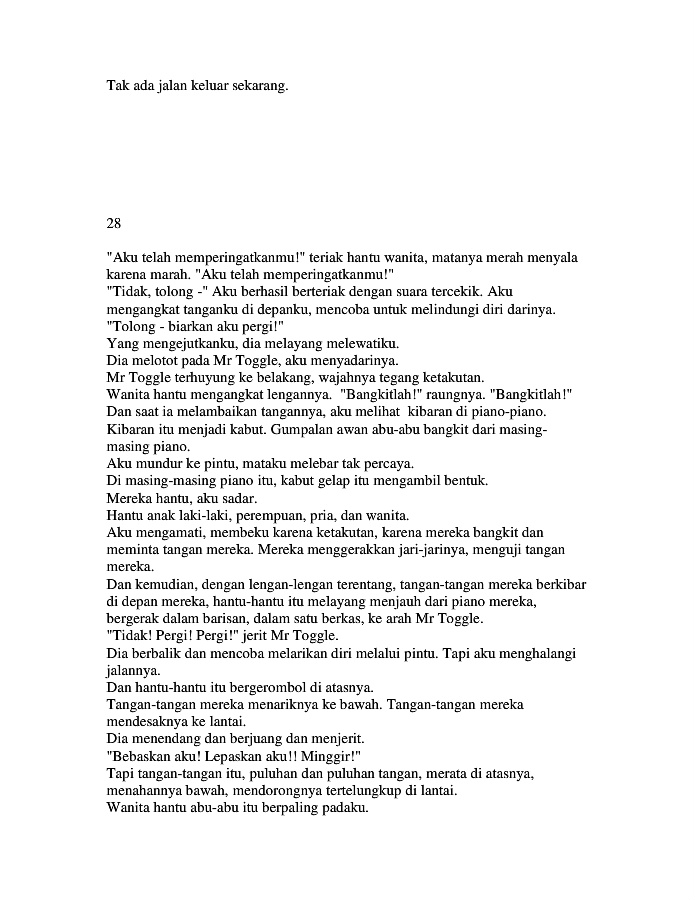 Tak ada jalan keluar sekarang.
28
"Aku telah memperingatkanmu!" teriak hantu wanita, matanya merah menyala
karena marah. "Aku telah memperingatkanmu!"
"Tidak, tolong -" Aku berhasil berteriak dengan suara tercekik. Aku
mengangkat tanganku di depanku, mencoba untuk melindungi diri darinya.
"Tolong - biarkan aku pergi!"
Yang mengejutkanku, dia melayang melewatiku.
Dia melotot pada Mr Toggle, aku menyadarinya.
Mr Toggle terhuyung ke belakang, wajahnya tegang ketakutan.
Wanita hantu mengangkat lengannya.  "Bangkitlah!" raungnya. "Bangkitlah!"
Dan saat ia melambaikan tangannya, aku melihat  kibaran di piano-piano.
Kibaran itu menjadi kabut. Gumpalan awan abu-abu bangkit dari masing-
masing piano.
Aku mundur ke pintu, mataku melebar tak percaya.
Di masing-masing piano itu, kabut gelap itu mengambil bentuk.
Mereka hantu, aku sadar.
Hantu anak laki-laki, perempuan, pria, dan wanita.
Aku mengamati, membeku karena ketakutan, karena mereka bangkit dan
meminta tangan mereka. Mereka menggerakkan jari-jarinya, menguji tangan
mereka.
Dan kemudian, dengan lengan-lengan terentang, tangan-tangan mereka berkibar
di depan mereka, hantu-hantu itu melayang menjauh dari piano mereka,
bergerak dalam barisan, dalam satu berkas, ke arah Mr Toggle.
"Tidak! Pergi! Pergi!" jerit Mr Toggle.
Dia berbalik dan mencoba melarikan diri melalui pintu. Tapi aku menghalangi
jalannya.
Dan hantu-hantu itu bergerombol di atasnya.
Tangan-tangan mereka menariknya ke bawah. Tangan-tangan mereka
mendesaknya ke lantai.
Dia menendang dan berjuang dan menjerit.
"Bebaskan aku! Lepaskan aku!! Minggir!"
Tapi tangan-tangan itu, puluhan dan puluhan tangan, merata di atasnya,
menahannya bawah, mendorongnya tertelungkup di lantai.
Wanita hantu abu-abu itu berpaling padaku.